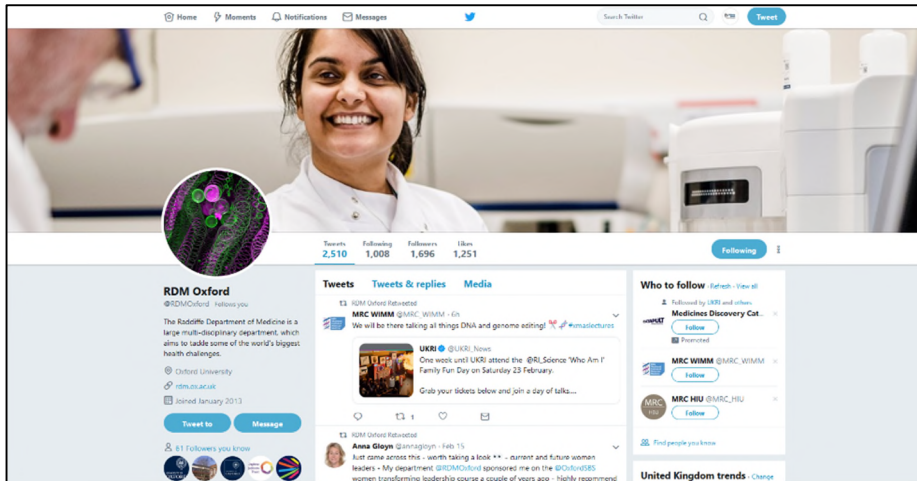 Home Moments Notifications Messages
Search Twitter
Tweet
Tweets Following Followers Likes
2,510 1,008 1,696 1,251
Following
RDM Oxford
@RDMOxford Follows you
The Radcliffe Department of Medicine is a
large multi-disciplinary department, which
aims to tackle some of the world's biggest
health challenges.
Oxford University
rdm.ox.ac.uk
Joined January 2013
Tweet to Message
61 Followers you know
Tweets Tweets & replies Media
RDM Oxford Retweeted
MRC WIMM @MRC_WIMM · 6h
We will be there talking all things DNA and genome editing! #xmaslectures
UKRI @UKRI_News
One week until UKRI attend the @RI_Science 'Who Am I'
Family Fun Day on Saturday 23 February.
Grab your tickets below and join a day of talks....
1
RDM Oxford Retweeted
Anna Gloyn @annagloyn · Feb 15
Just came across this - worth taking a look ** - current and future women
leaders - My department @RDMOxford sponsored me on the @OxfordSBS
women transforming leadership course a couple of years ago - highly recommend
Who to follow · Refresh · View all
Followed by UKRI and others
Medicines Discovery Cat...
Follow
Promoted
MRC WIMM @MRC_WIMM
Follow
MRC HIU @MRC_HIU
Follow
MRC
HIU
Find people you know
United Kingdom trends · Change